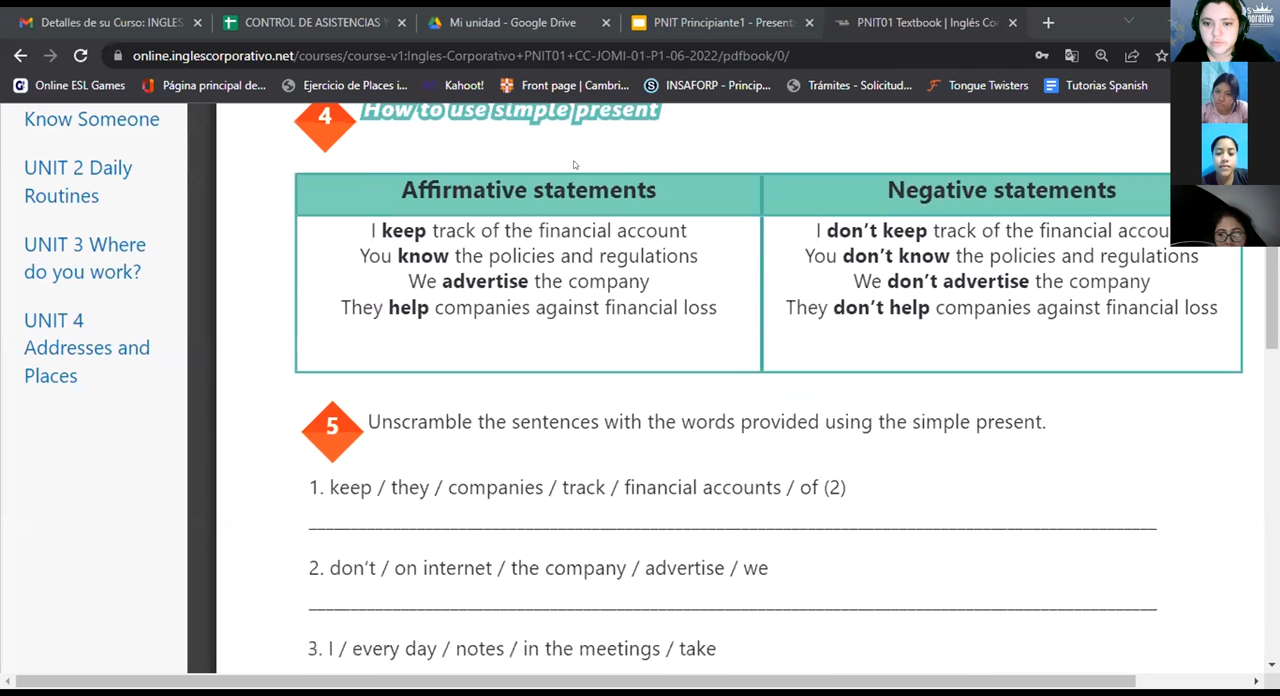 Detalles de su Curso: INGLES
CONTROL DE ASISTENCIAS Y
Mi unidad - Google Drive
PNIT Principiante1 - Present
PNIT01 Textbook | Inglés Co
online.inglescorporativo.net/courses/course-v1:Ingles-Corporativo+PNIT01+CC-JOMI-01-P1-06-2022/pdfbook/0/
Online ESL Games
Página principal de...
Ejercicio de Places i...
Kahoot!
Front page | Cambri...
INSAFORP - Princip...
Trámites - Solicitud...
Tongue Twisters
Tutorias Spanish
Know Someone
UNIT 2 Daily
Routines
UNIT 3 Where
do you work?
UNIT 4
Addresses and
Places
4
How to use simple present
Affirmative statements
I keep track of the financial account
You know the policies and regulations
We advertise the company
They help companies against financial loss
Negative statements
I don't keep track of the financial accou
You don't know the policies and regulations
We don't advertise the company
They don't help companies against financial loss
5
Unscramble the sentences with the words provided using the simple present.
1. keep / they / companies / track / financial accounts / of (2)
2. don't / on internet / the company / advertise / we
3. I / every day / notes / in the meetings / take